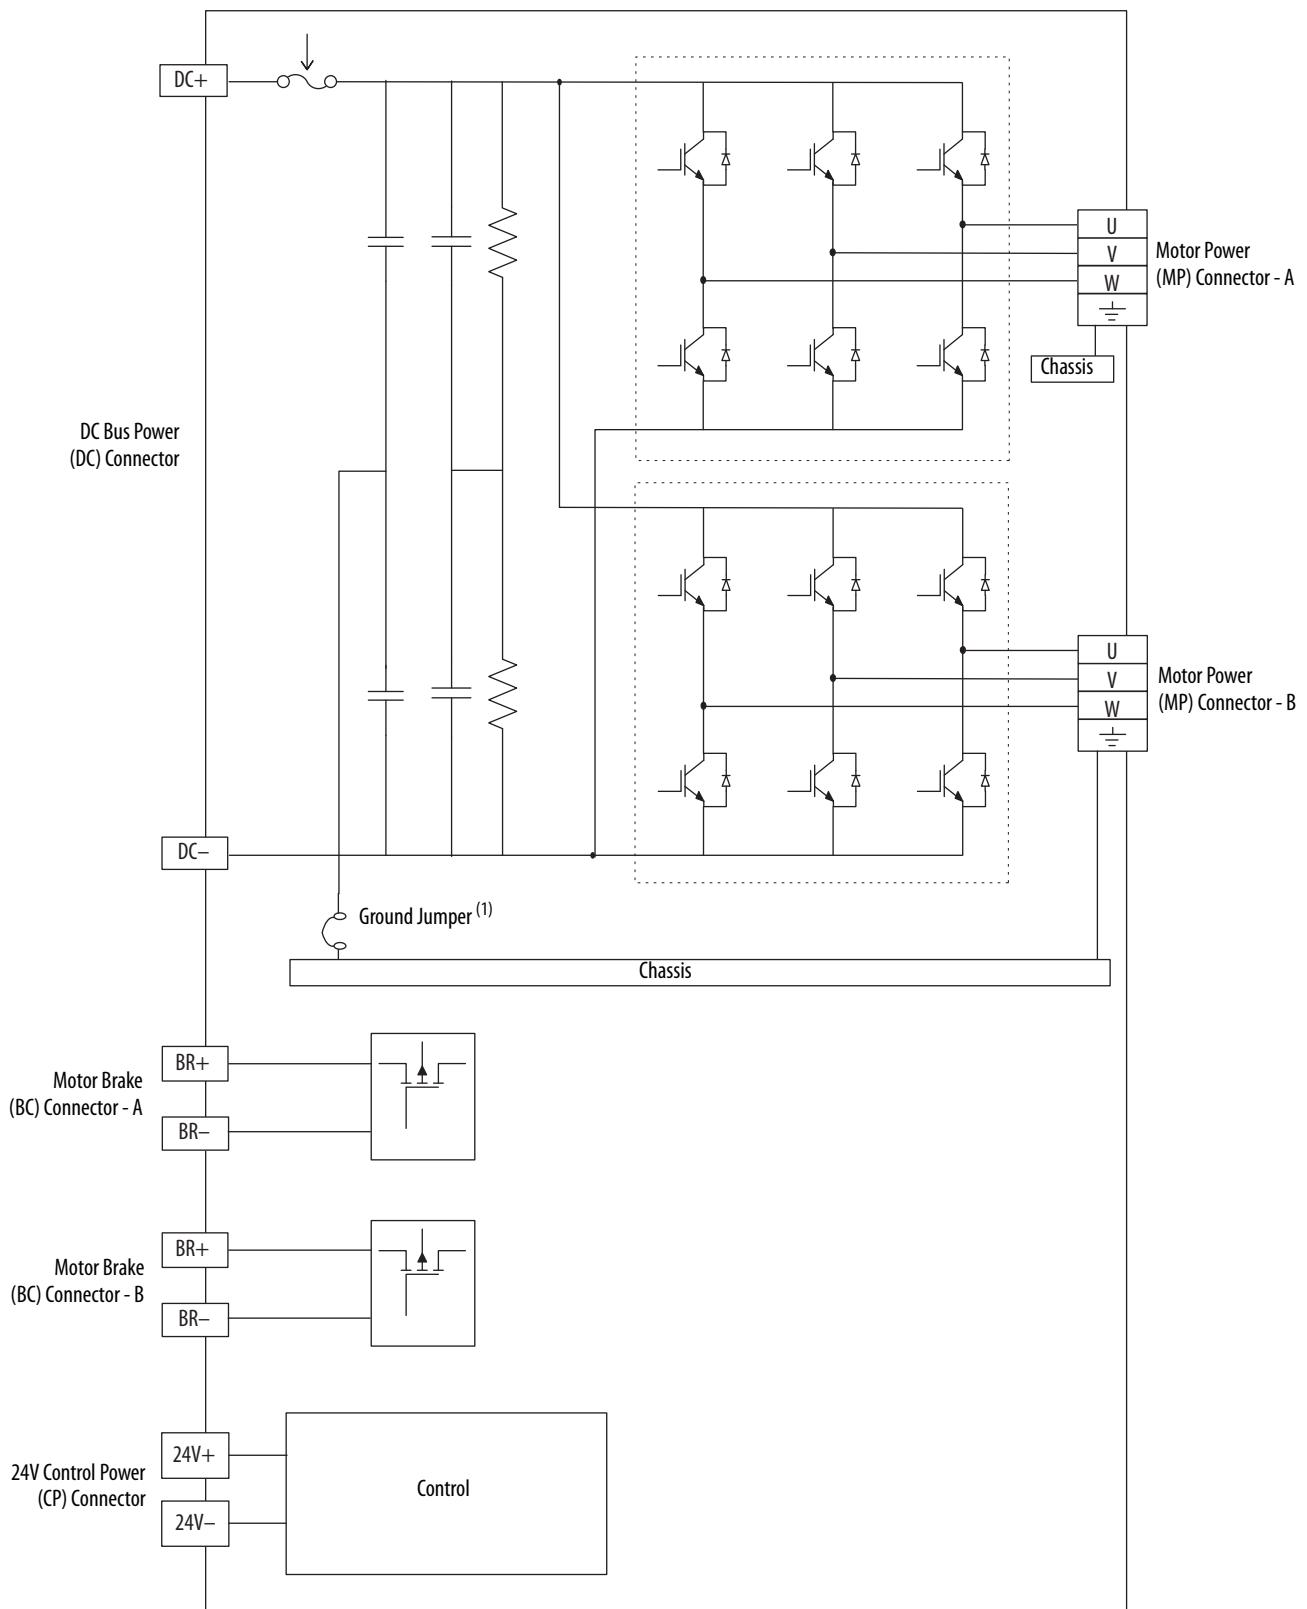 DC+
U
V
W
Motor Power
(MP) Connector - A
Chassis
DC Bus Power
(DC) Connector
U
V
W
Motor Power
(MP) Connector - B
DC–
Ground Jumper (1)
Chassis
BR+
Motor Brake
(BC) Connector - A
BR–
BR+
Motor Brake
(BC) Connector - B
BR–
24V+
24V Control Power
(CP) Connector
24V–
Control